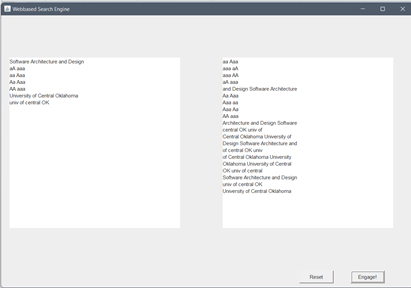 Webbased Search Engine
Software Architecture and Design
aA aaa
aa Aaa
Aa Aaa
AA aaa
University of Central Oklahoma
univ of central OK
aa Aaa
aaa aA
aaa AA
aA aaa
and Design Software Architecture
Aa Aaa
Aaa aa
Aaa Aa
AA aaa
Architecture and Design Software
central OK univ of
Central Oklahoma University of
Design Software Architecture and
of central OK univ
of Central Oklahoma University
Oklahoma University of Central
OK univ of central
Software Architecture and Design
univ of central OK
University of Central Oklahoma
Reset
Engage!